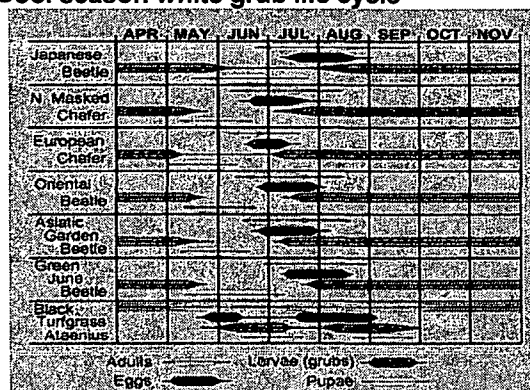 season white grub life cycle
APR MAY JUN JUL AUG SEP OCT NOV
Japanese
Beetle
N. Masked
Chafer
European
Chafer
Oriental
Beetle
Asiatic
Garden
Beetle
Green
June
Beetle
Black
Turfgrass
Ataenius
Adults Larvae (grubs)
Eggs Pupae